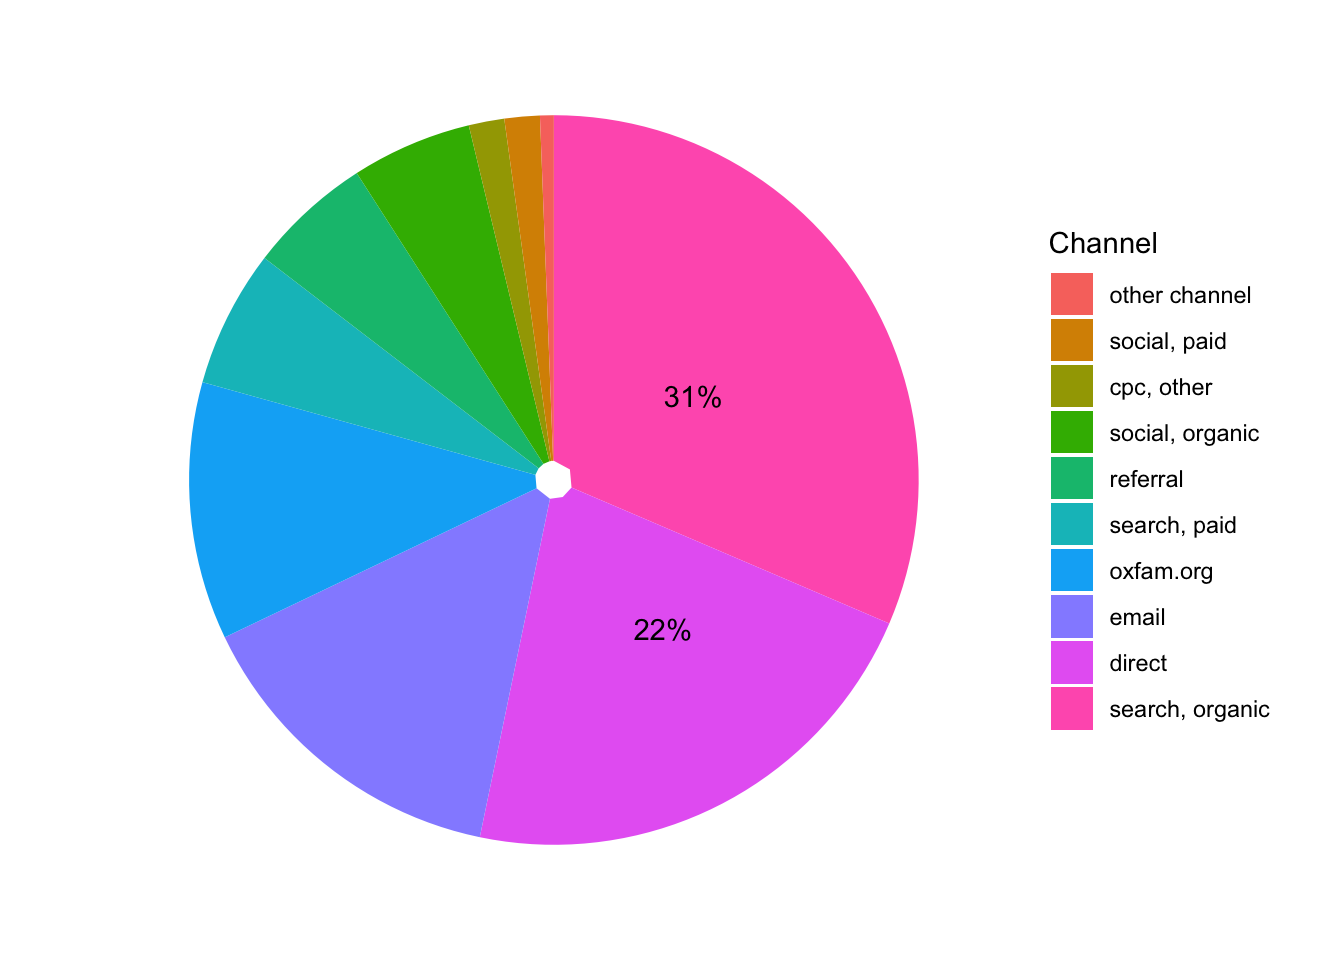 31%
22%
Channel
other channel
social, paid
cpc, other
social, organic
referral
search, paid
oxfam.org
email
direct
search, organic